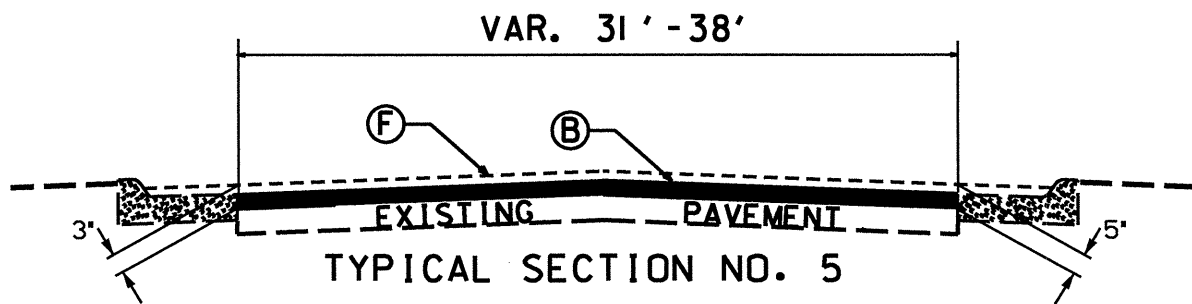 VAR. 31'-38'
F
B
EXISTING PAVEMENT
3"
5"
TYPICAL SECTION NO. 5